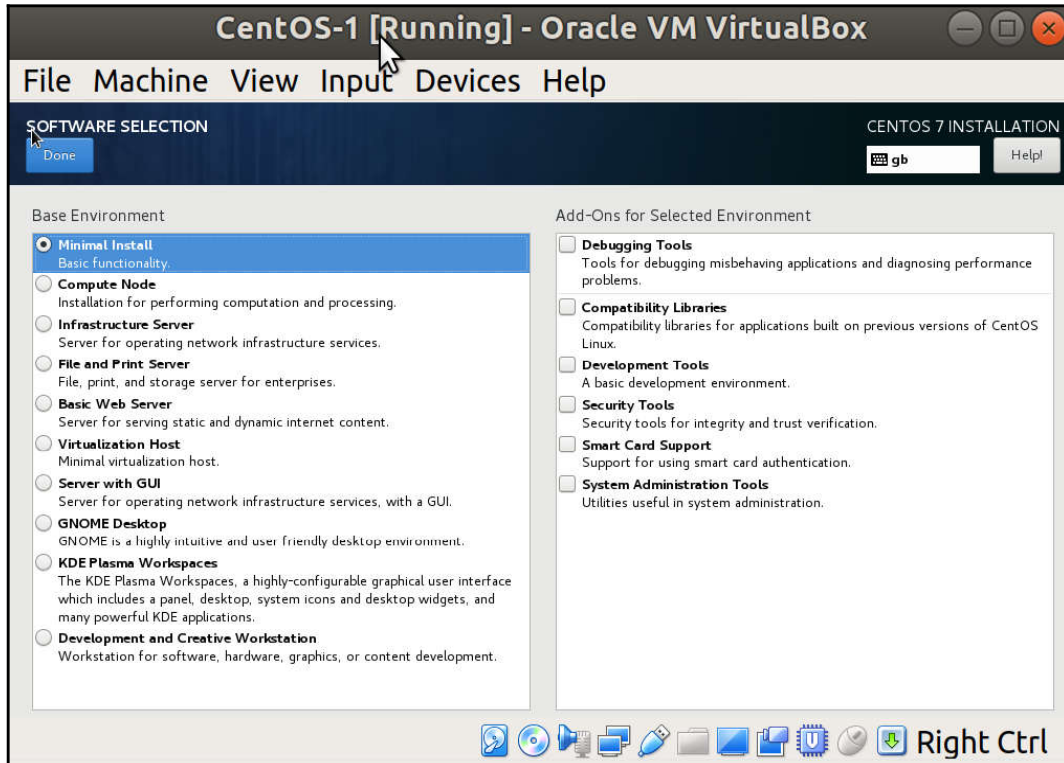 CentOS-1 [Running] - Oracle VM VirtualBox
File Machine View Input Devices Help
SOFTWARE SELECTION
Done
CENTOS 7 INSTALLATION
gb
Help!
Base Environment
Minimal Install
Basic functionality.
Compute Node
Installation for performing computation and processing.
Infrastructure Server
Server for operating network infrastructure services.
File and Print Server
File, print, and storage server for enterprises.
Basic Web Server
Server for serving static and dynamic internet content.
Virtualization Host
Minimal virtualization host.
Server with GUI
Server for operating network infrastructure services, with a GUI.
GNOME Desktop
GNOME is a highly intuitive and user friendly desktop environment.
KDE Plasma Workspaces
The KDE Plasma Workspaces, a highly-configurable graphical user interface
which includes a panel, desktop, system icons and desktop widgets, and
many powerful KDE applications.
Development and Creative Workstation
Workstation for software, hardware, graphics, or content development.
Add-Ons for Selected Environment
Debugging Tools
Tools for debugging misbehaving applications and diagnosing performance
problems.
Compatibility Libraries
Compatibility libraries for applications built on previous versions of CentOS
Linux.
Development Tools
A basic development environment.
Security Tools
Security tools for integrity and trust verification.
Smart Card Support
Support for using smart card authentication.
System Administration Tools
Utilities useful in system administration.
Right Ctrl